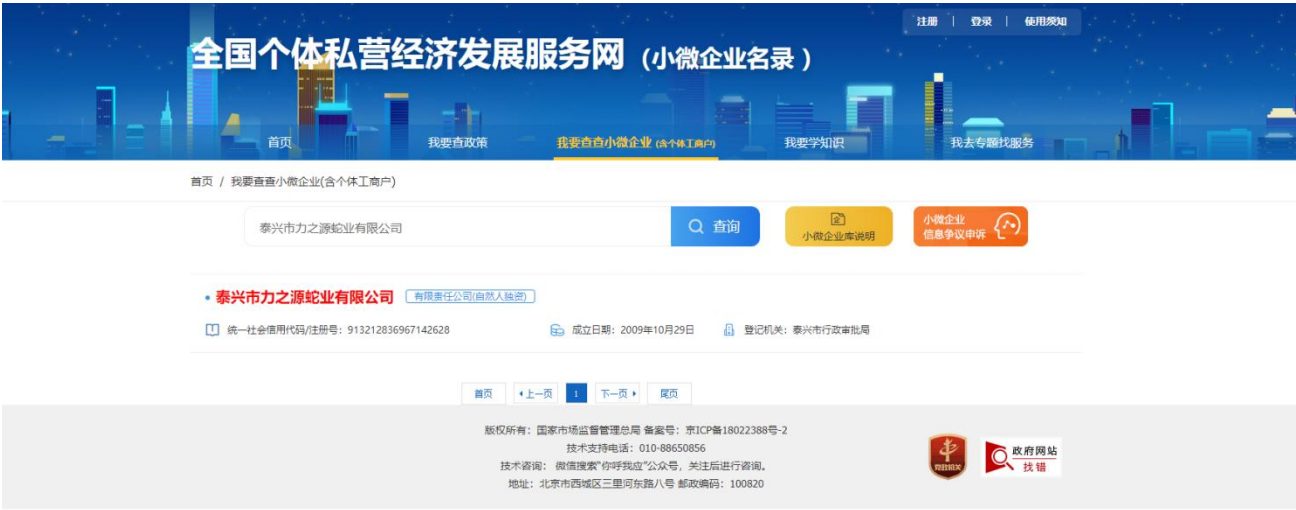 注册 | 登录 | 使用须知
全国个体私营经济发展服务网（小微企业名录）
首页 我要查政策 我要查查小微企业(含个体工商户) 我要学知识 我去专题找服务
首页 / 我要查查小微企业(含个体工商户)
泰兴市力之源蛇业有限公司 查询 小微企业库说明 小微企业
信息争议申诉
泰兴市力之源蛇业有限公司 有限责任公司(自然人独资)
统一社会信用代码/注册号：913212836967142628 成立日期：2009年10月29日 登记机关：泰兴市行政审批局
首页 上一页 1 下一页 尾页
版权所有：国家市场监督管理总局 备案号：京ICP备18022388号-2
技术支持电话：010-88650856
技术咨询： 微信搜索"你呼我应"公众号，关注后进行咨询。
地址：北京市西城区三里河东路八号 邮政编码：100820
党政机关
政府网站
找错